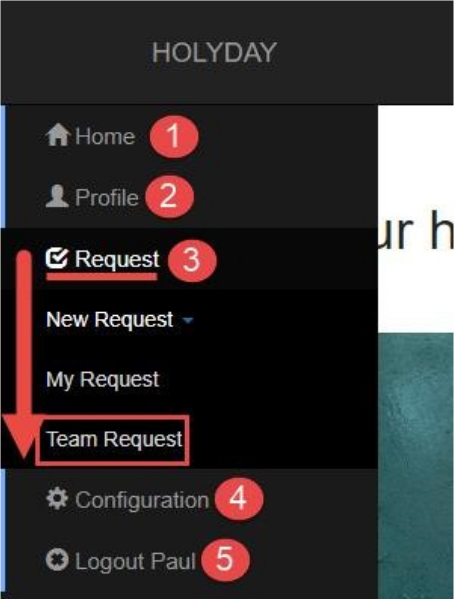 HOLYDAY
Home 1
Profile 2
ur h
Request 3
New Request
My Request
Team Request
Configuration 4
Logout Paul 5